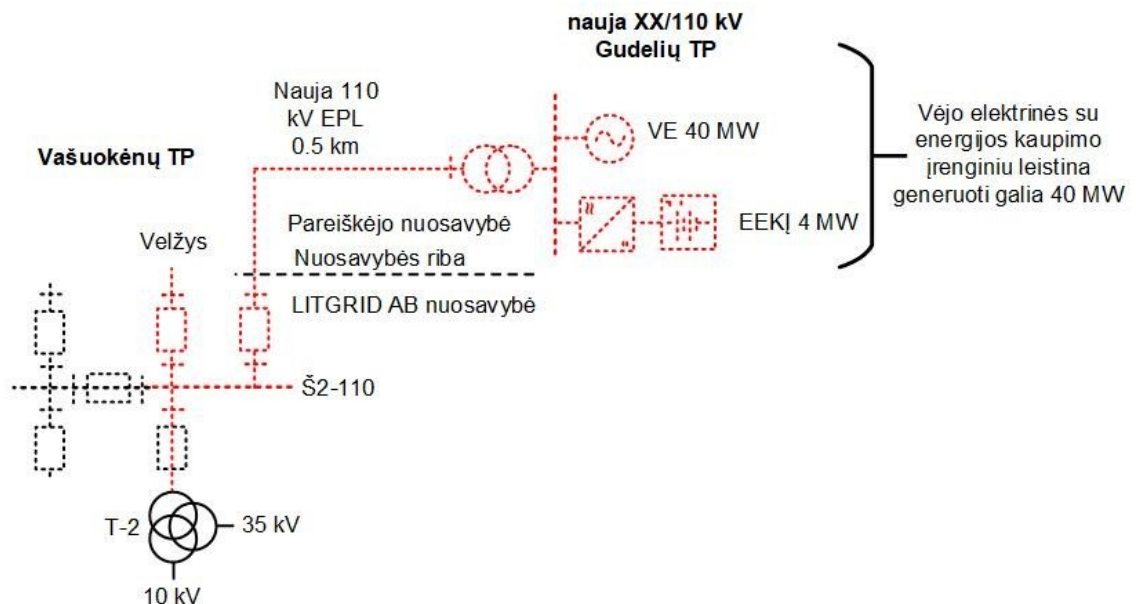 nauja XX/110 kV
Gudelių TP
Nauja 110
kV EPL
0.5 km
VE 40 MW
Vėjo elektrinės su
energijos kaupimo
įrenginiu leistina
generuoti galia 40 MW
Vašuokėnų TP
EEKĮ 4 MW
Pareiškėjo nuosavybė
Velžys
Nuosavybės riba
LITGRID AB nuosavybė
Š2-110
T-2
35 kV
10 kV